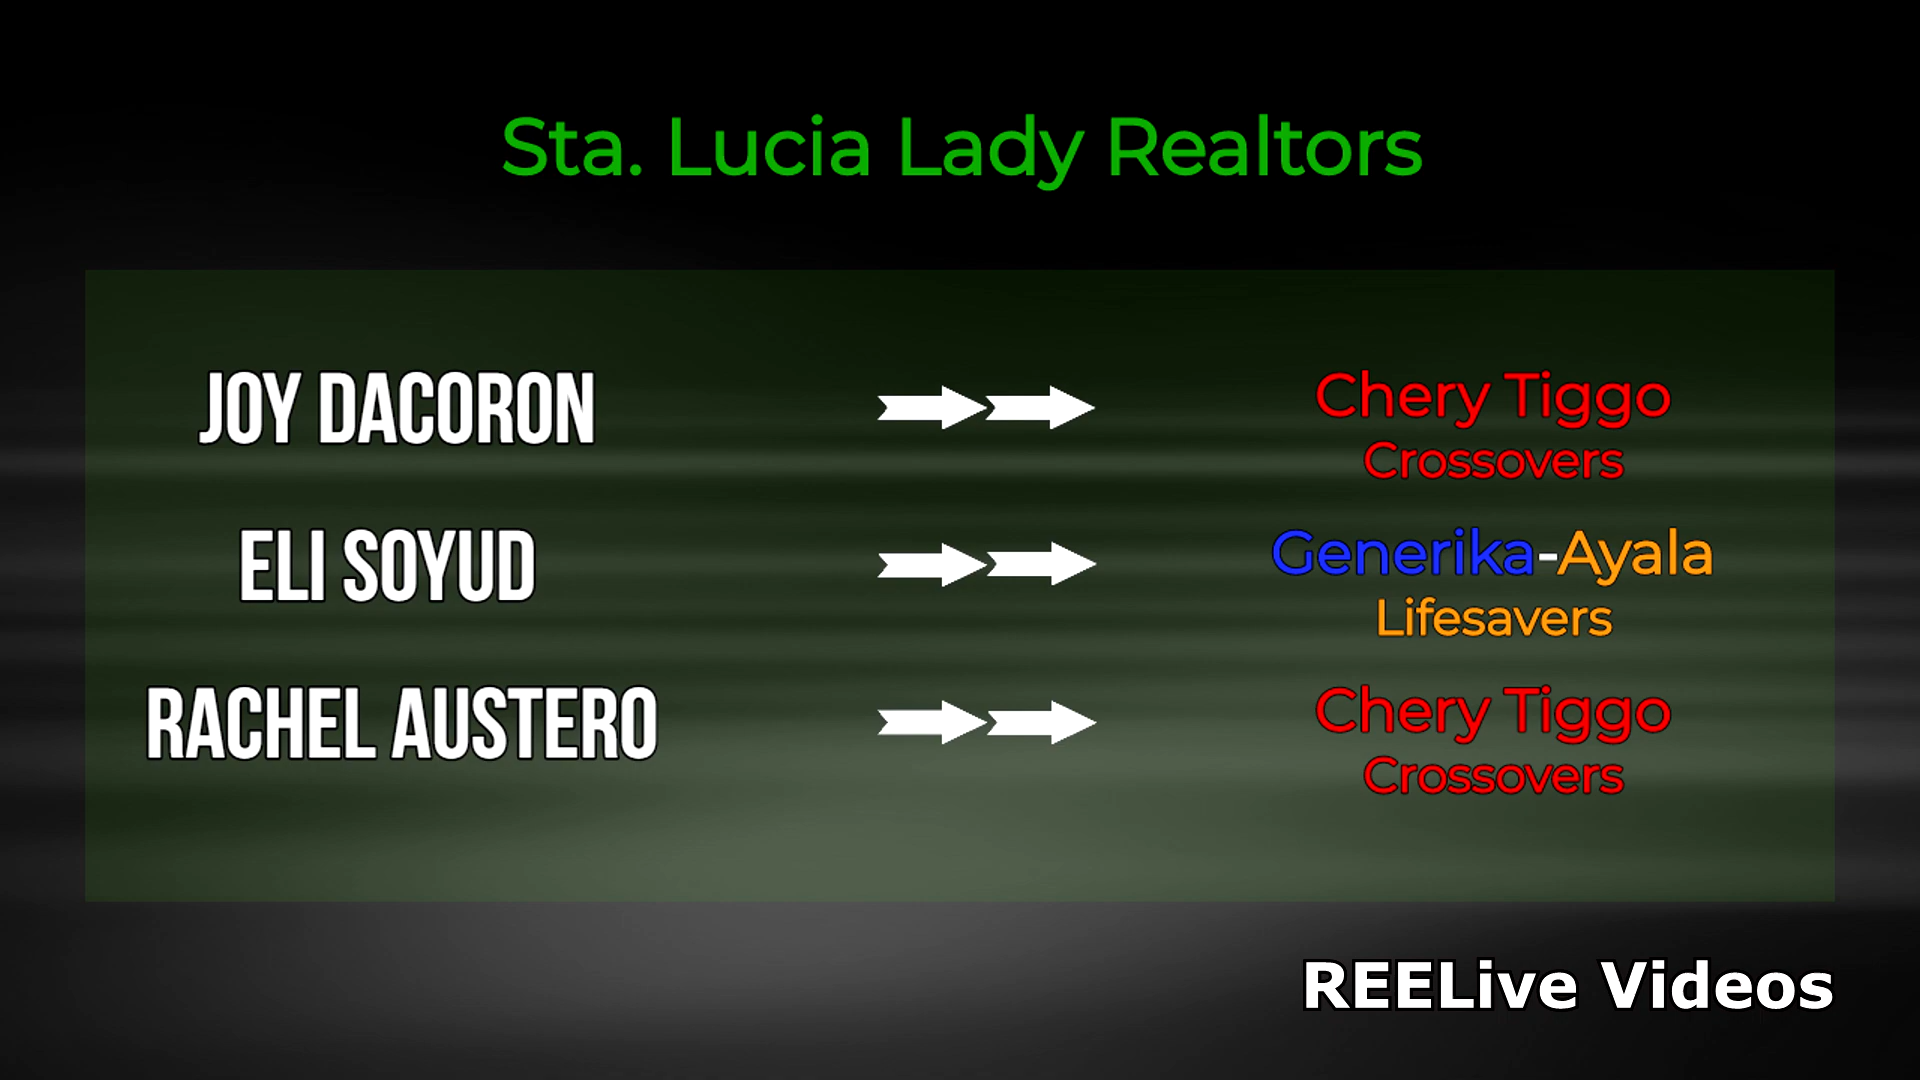 Sta. Lucia Lady Realtors
JOY DACORON
Chery Tiggo
Crossovers
ELI SOYUD
Generika-Ayala
Lifesavers
RACHEL AUSTERO
Chery Tiggo
Crossovers
REELive Videos